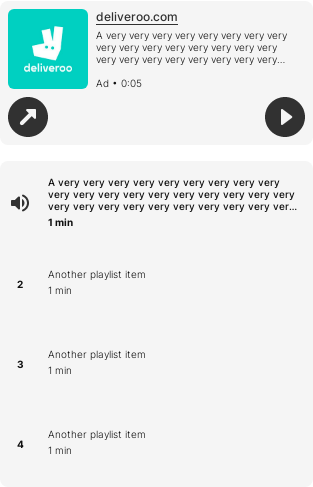 deliveroo.com
A very very very very very very very
very very very very very very very very
very very very very very very very...
deliveroo
Ad • 0:05
A very very very very very very very very
very very very very very very very very very
very very very very very very very very ver...
1 min
2
Another playlist item
1 min
3
Another playlist item
1 min
4
Another playlist item
1 min